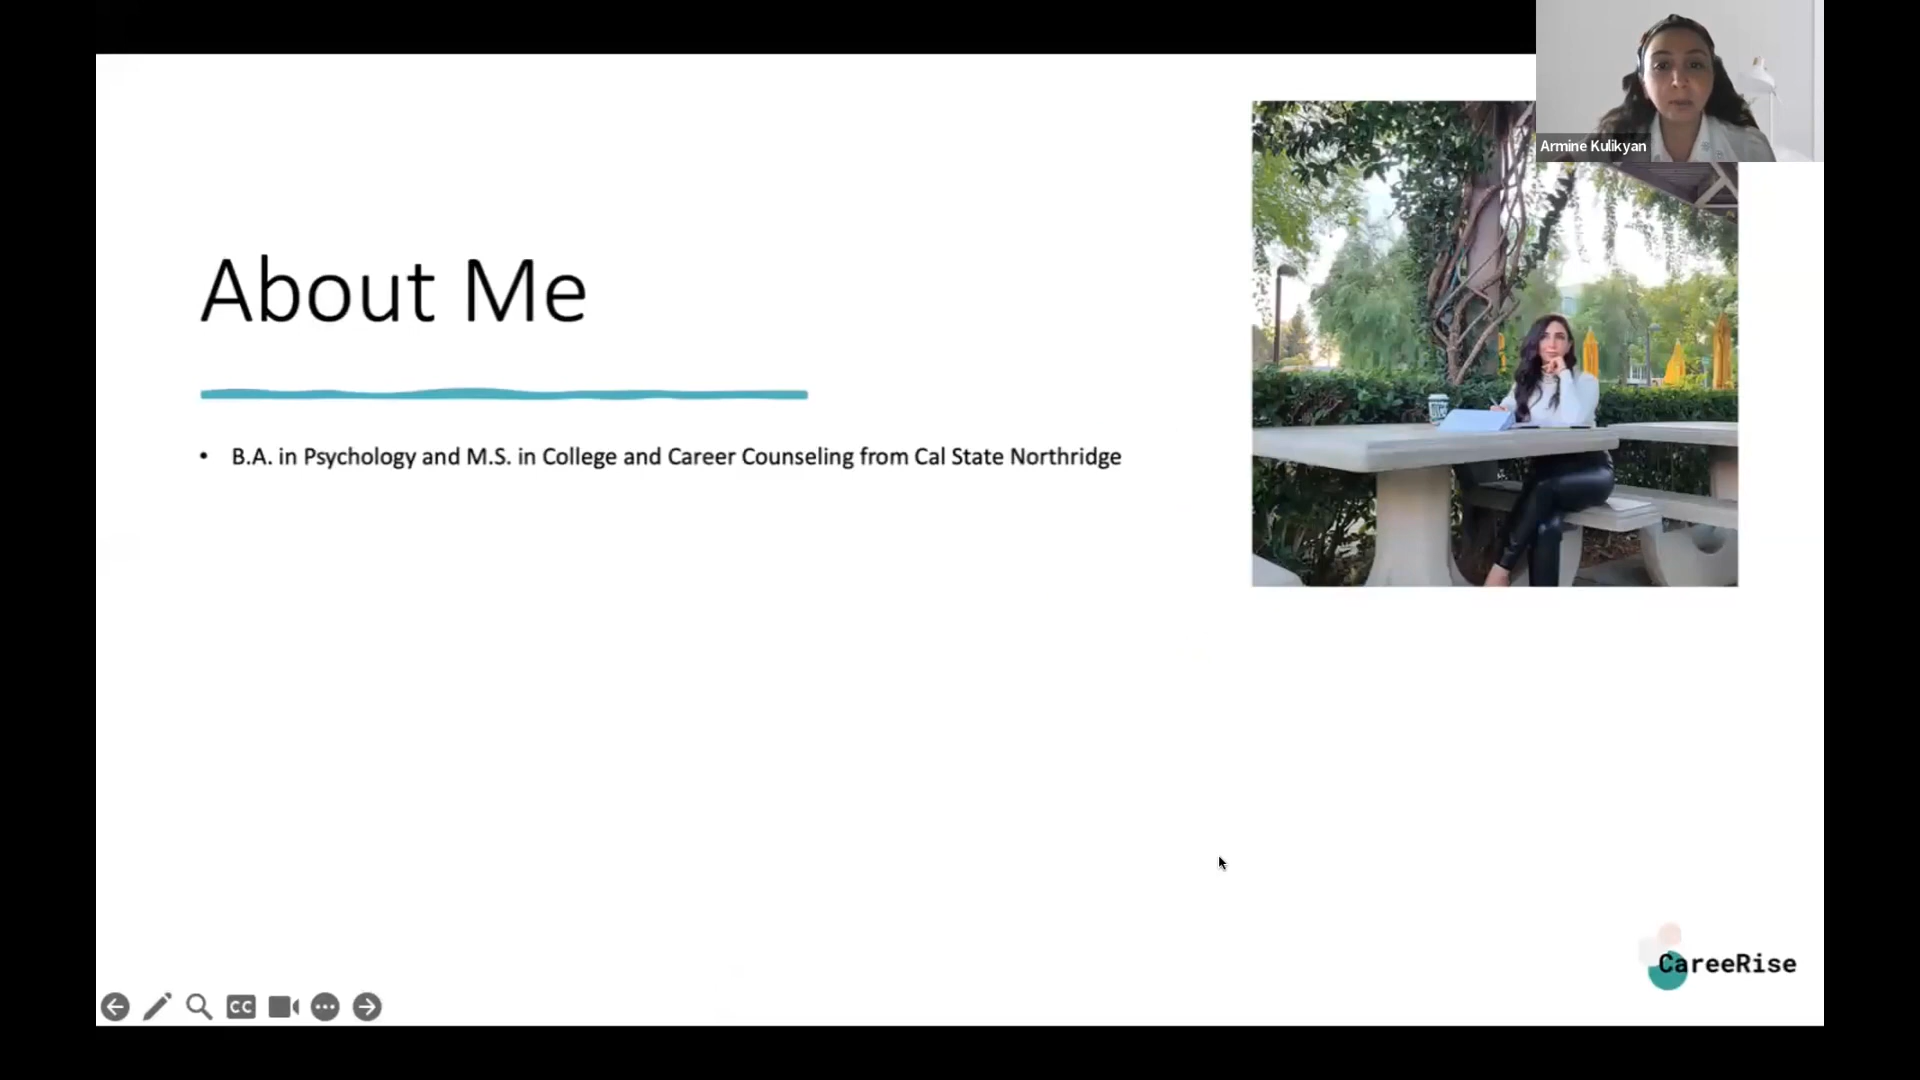 Armine Kulikyan
About Me
• B.A. in Psychology and M.S. in College and Career Counseling from Cal State Northridge
CareeRise
CC